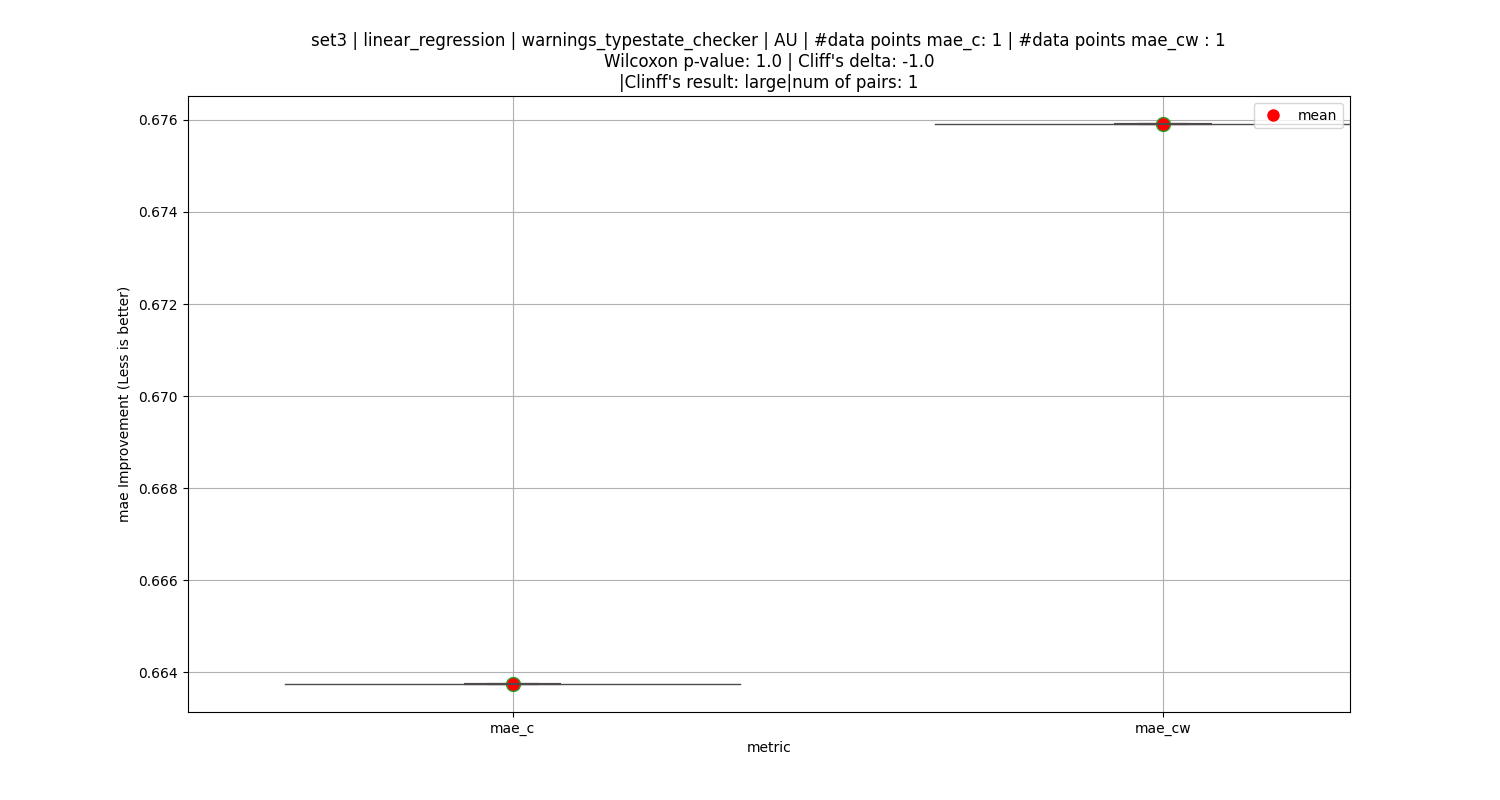 set3 | linear_regression | warnings_typestate_checker | AU | #data points mae_c: 1 | #data points mae_cw : 1
Wilcoxon p-value: 1.0 | Cliff's delta: -1.0
|Clinff's result: large|num of pairs: 1
mean
0.676
0.674
0.672
0.670
0.668
0.666
0.664
mae Improvement (Less is better)
mae_c
mae_cw
metric